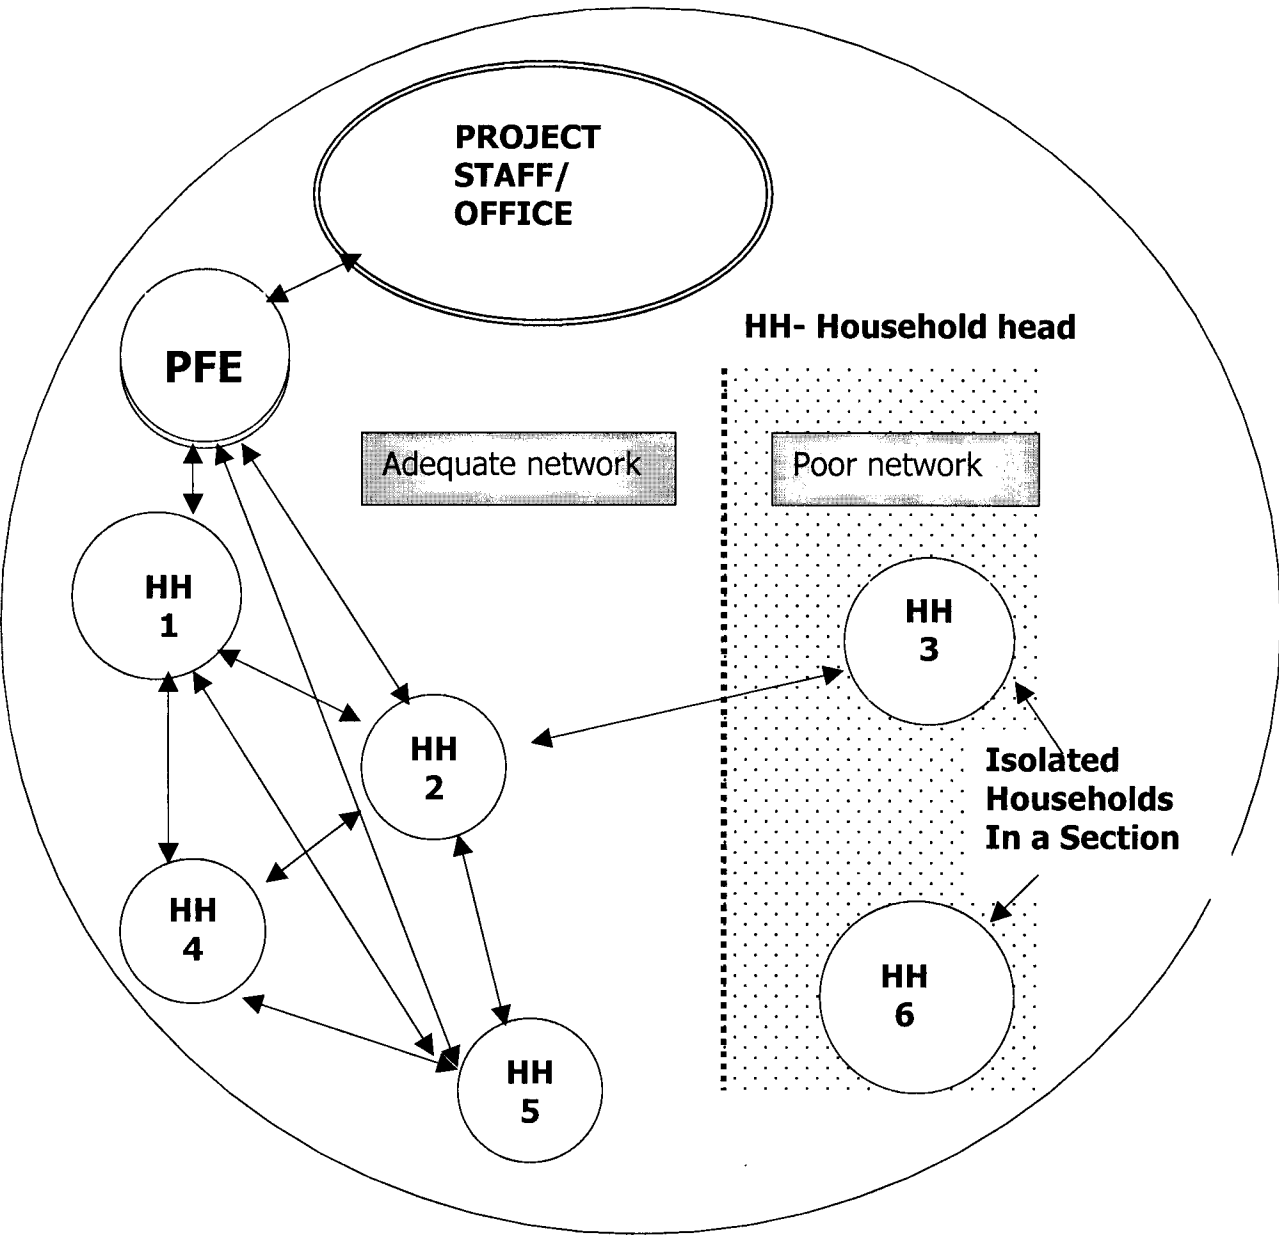 PROJECT
STAFF/
OFFICE
PFE
HH- Household head
Adequate network
Poor network
HH
1
HH
3
HH
2
Isolated
Households
In a Section
HH
4
HH
6
HH
5